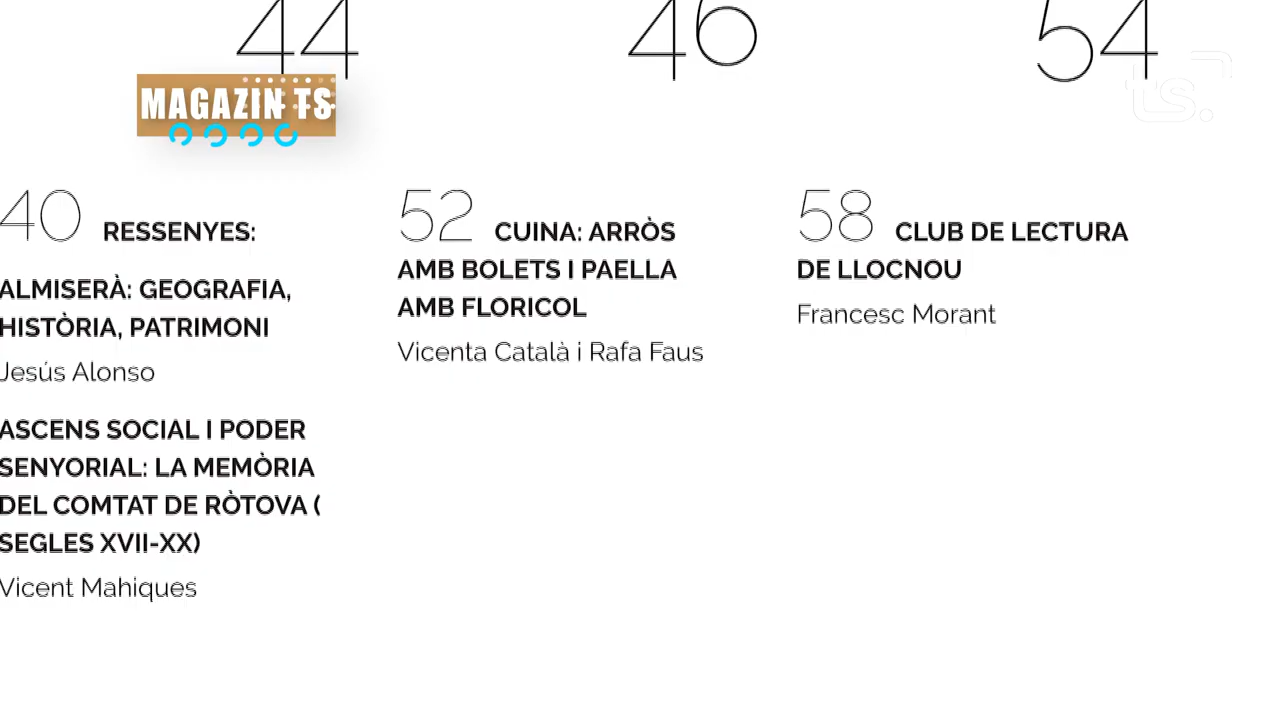 44
46
54
MAGAZIN TS
ts.
40 RESSENYES:
ALMISERÀ: GEOGRAFIA,
HISTÒRIA, PATRIMONI
Jesús Alonso
ASCENS SOCIAL I PODER
SENYORIAL: LA MEMÒRIA
DEL COMTAT DE RÒTOVA (
SEGLES XVII-XX)
Vicent Mahiques
52 CUINA: ARRÒS
AMB BOLETS I PAELLA
AMB FLORICOL
Vicenta Català i Rafa Faus
58 CLUB DE LECTURA
DE LLOCNOU
Francesc Morant